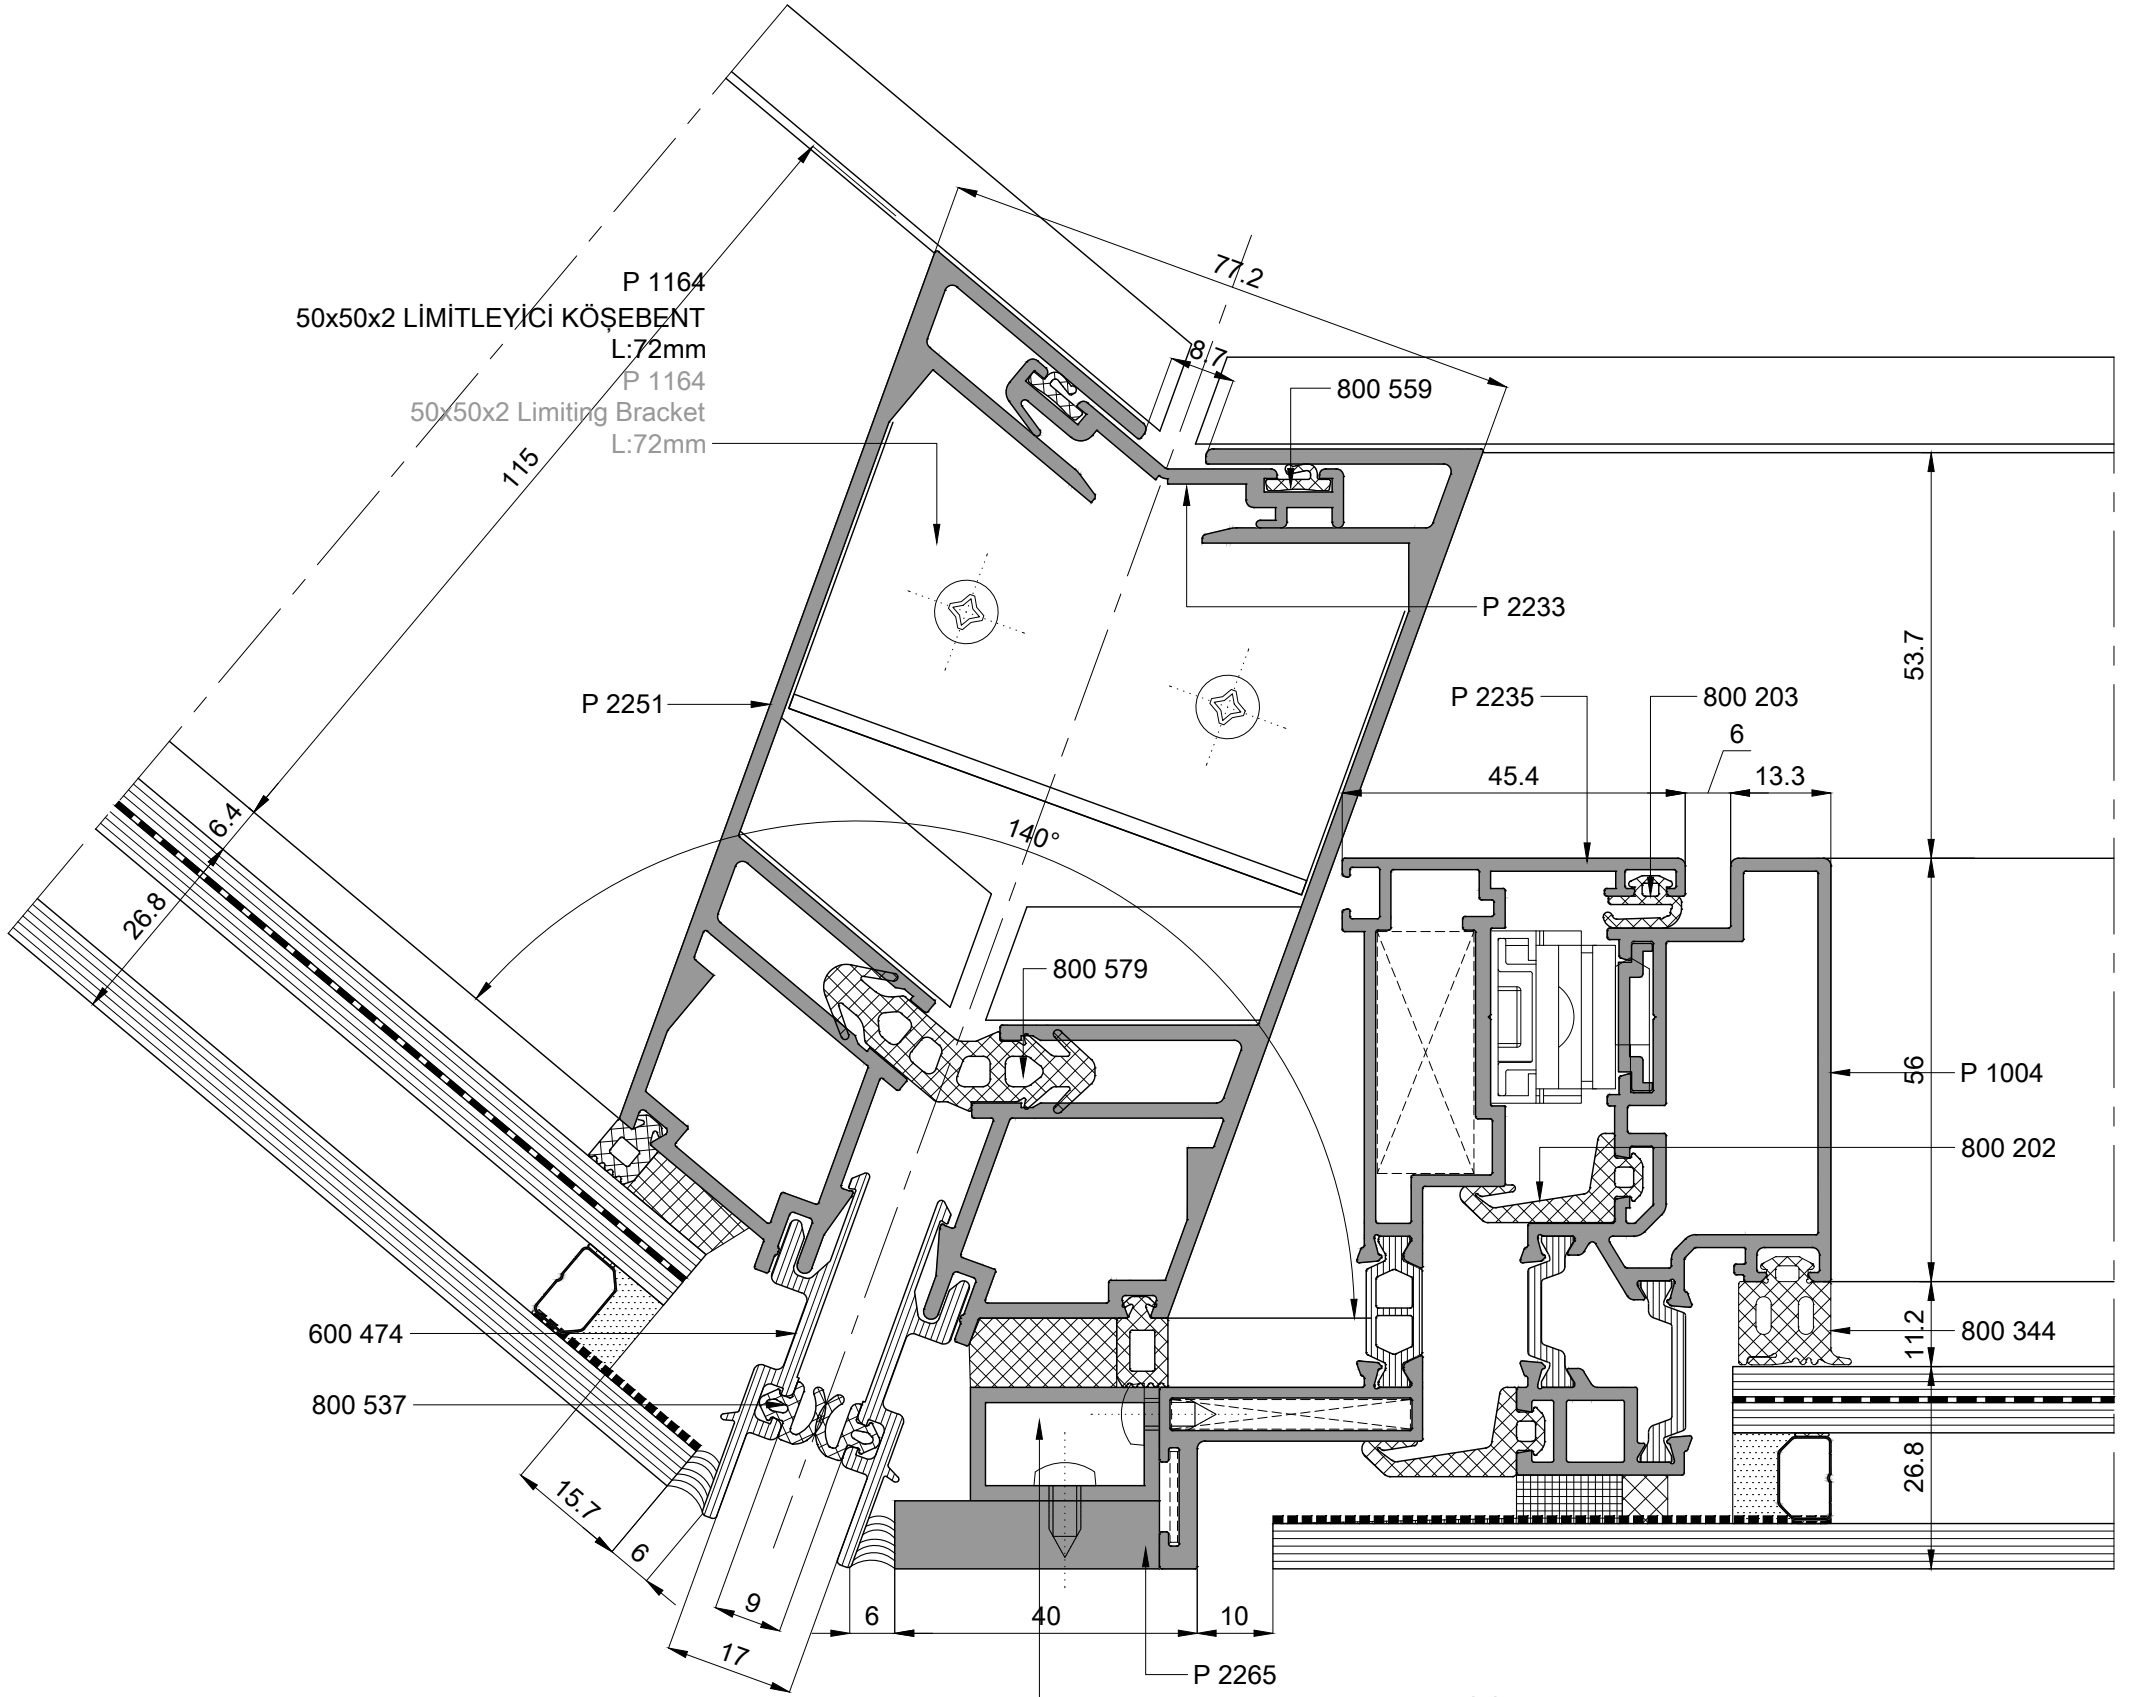 77.2
8.7
P 1164
50x50x2 LİMİTLEYİCİ KÖŞEBENT
L:72mm
P 1164
50x50x2 Limiting Bracket
L:72mm
800 559
115
P 2233
53.7
P 2251
P 2235
800 203
6
45.4
13.3
6.4
140°
26.8
800 579
56
P 1004
800 202
600 474
11.2
800 344
800 537
26.8
15.7
6
9
6
40
10
17
P 2265